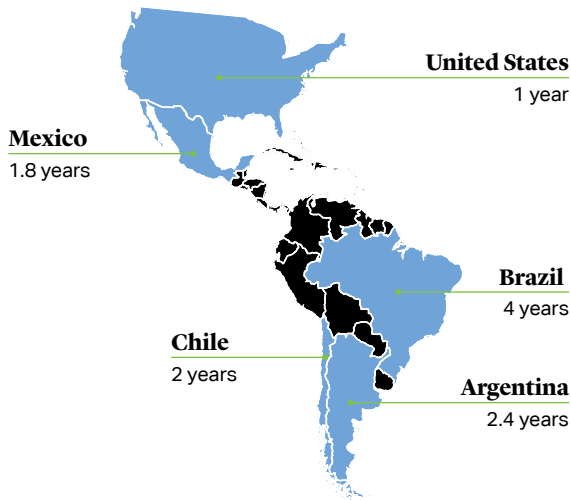 United States
1 year
Mexico
1.8 years
Brazil
4 years
Chile
2 years
Argentina
2.4 years